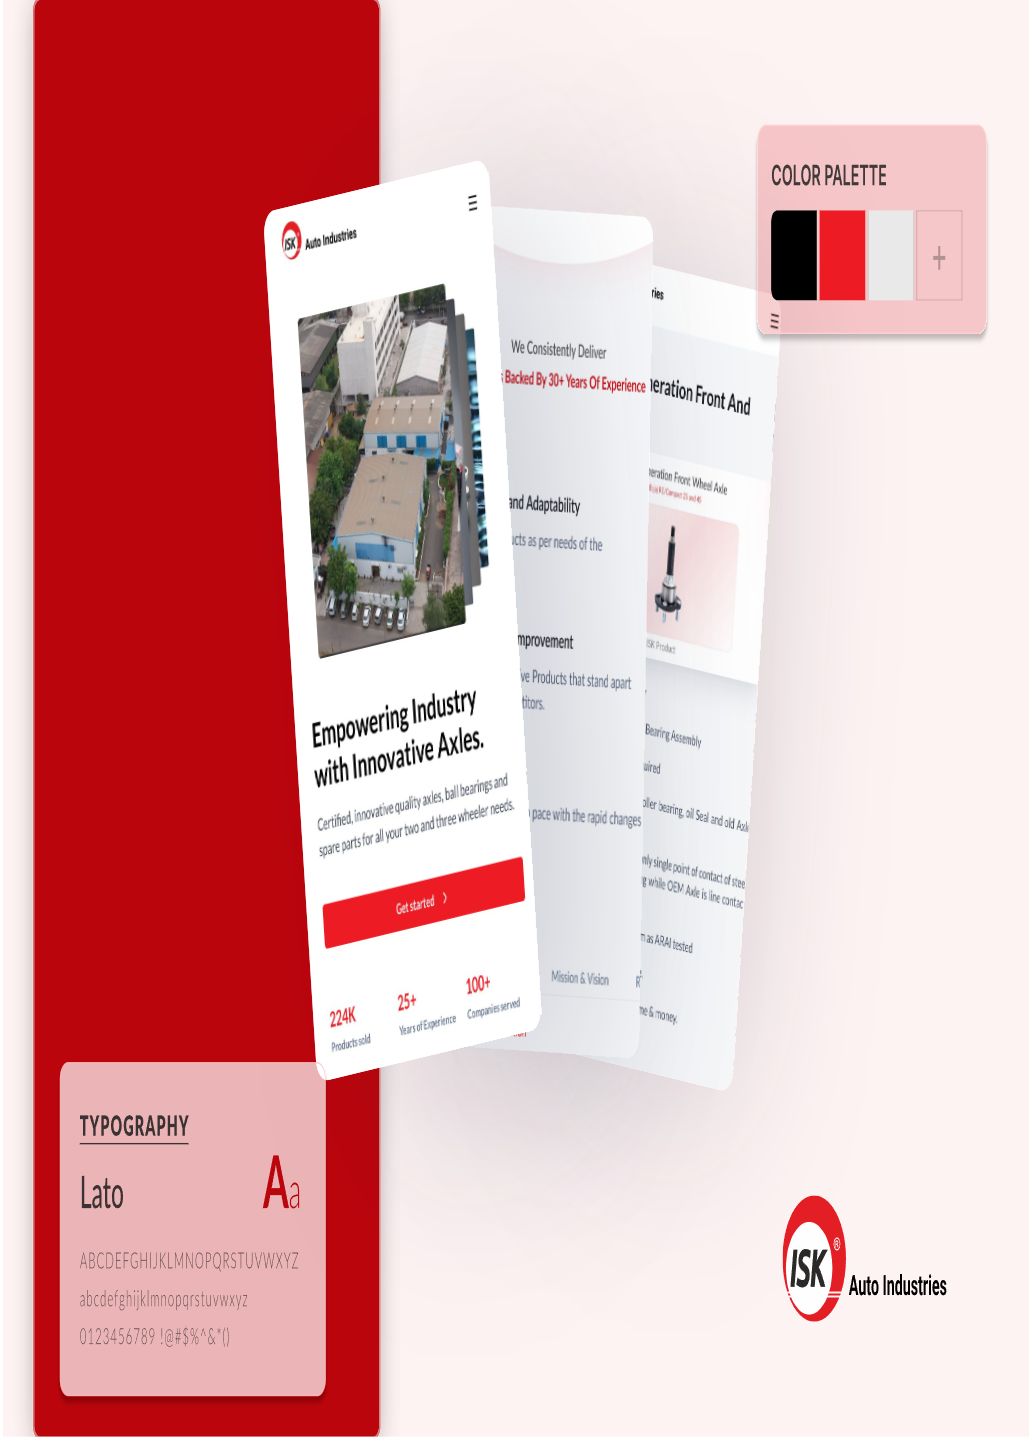 COLOR PALETTE
+
ISK Auto Industries
Empowering Industry
with Innovative Axles.
Certified, innovative quality axles, ball bearings and
spare parts for all your two and three wheeler needs.
Get started
224K
Products sold
25+
Years of Experience
100+
Companies served
We Consistently Deliver
Backed By 30+ Years Of Experience
and Adaptability
ucts as per needs of the
mprovement
ve Products that stand apart
titors.
pace with the rapid changes
Mission & Vision
ries
eration Front And
neration Front Wheel Axle
ISK Product
Bearing Assembly
uired
oller bearing, oil Seal and old Axle
only single point of contact of stee
g while OEM Axle is line contac
m as ARAI tested
me & money.
TYPOGRAPHY
Lato
Aa
ABCDEFGHIJKLMNOPQRSTUVWXYZ
abcdefghijklmnopqrstuvwxyz
0123456789 !@#$%^&*()
ISK® Auto Industries